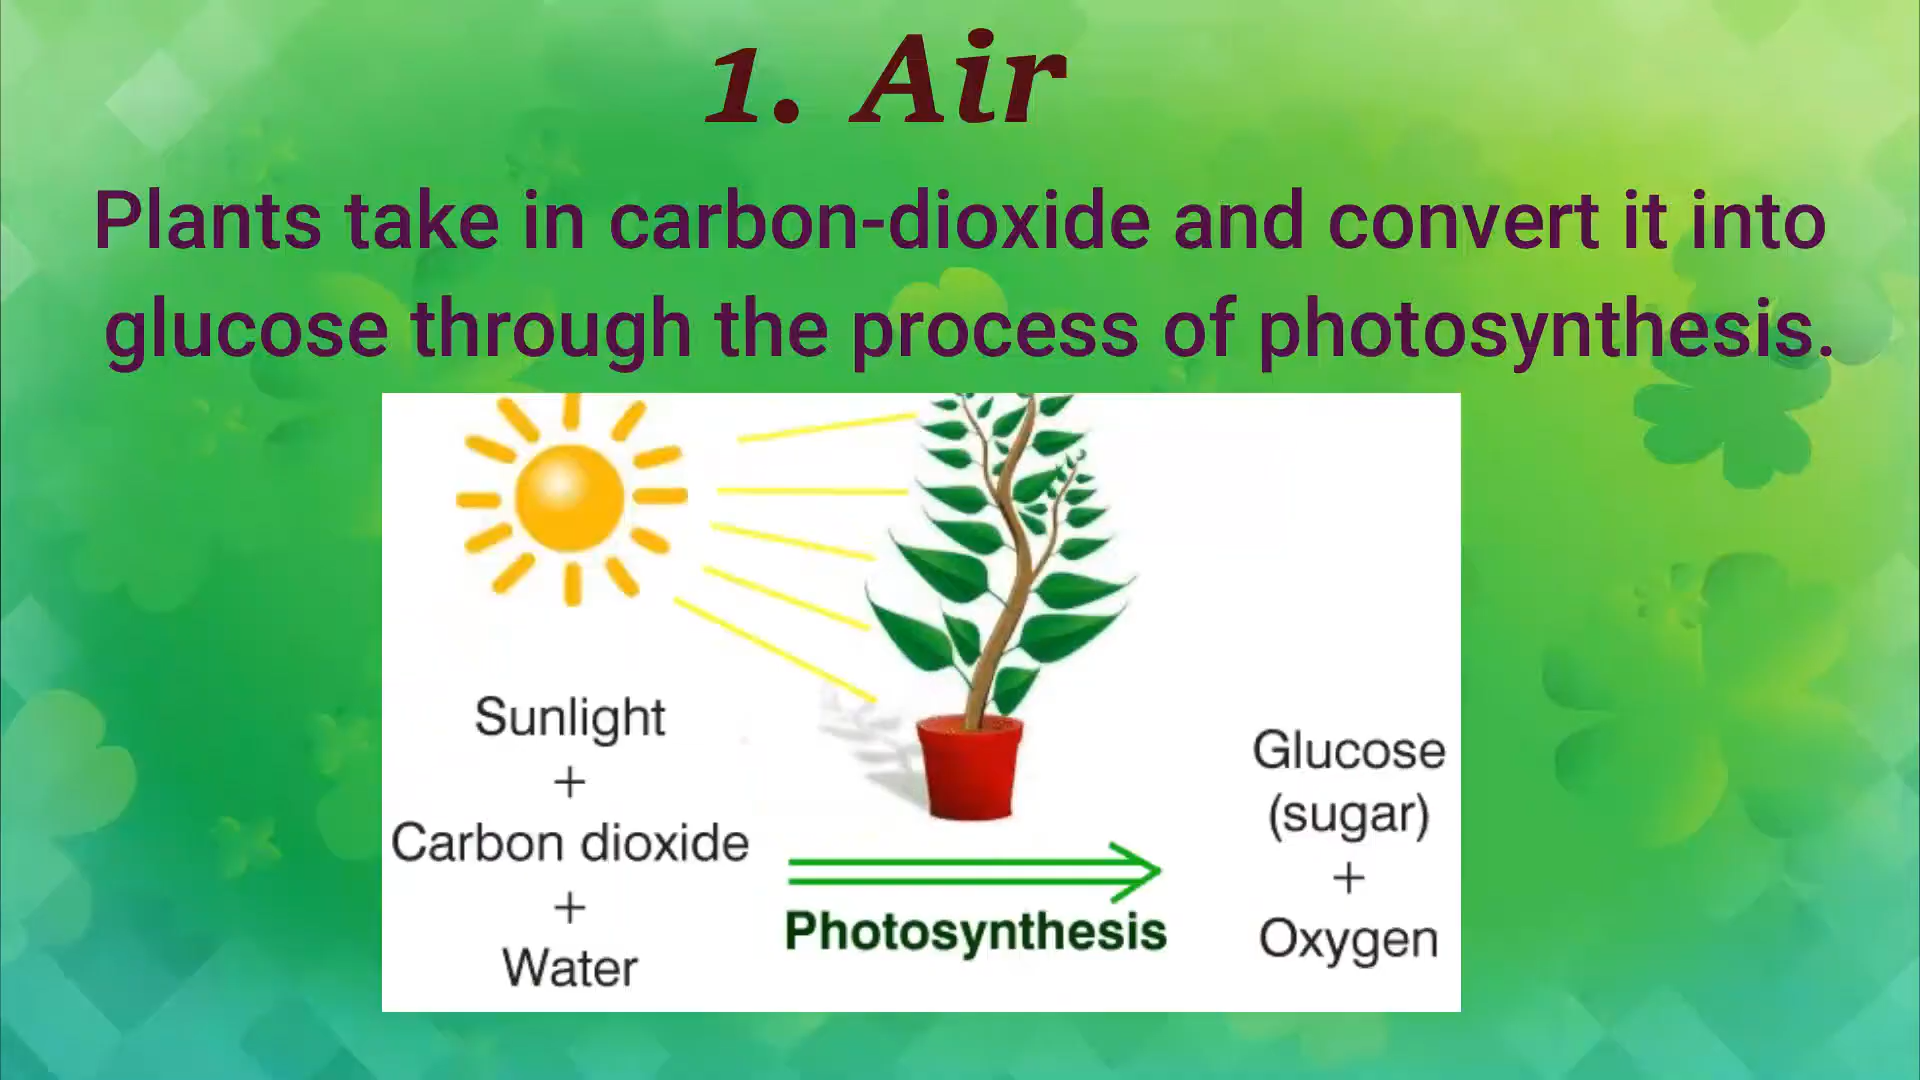 1. Air
Plants take in carbon-dioxide and convert it into
glucose through the process of photosynthesis.
Sunlight
+
Carbon dioxide
+
Water
Photosynthesis
Glucose
(sugar)
+
Oxygen